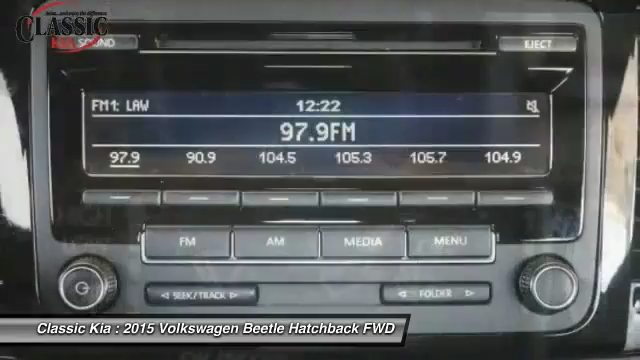 CLASSIC
KIA
SOUND
EJECT
FM1: LAW 12:22
97.9FM
97.9 90.9 104.5 105.3 105.7 104.9
FM AM MEDIA MENU
◁ SEEK/TRACK ▷ ◁ FOLDER ▷
Classic Kia : 2015 Volkswagen Beetle Hatchback FWD